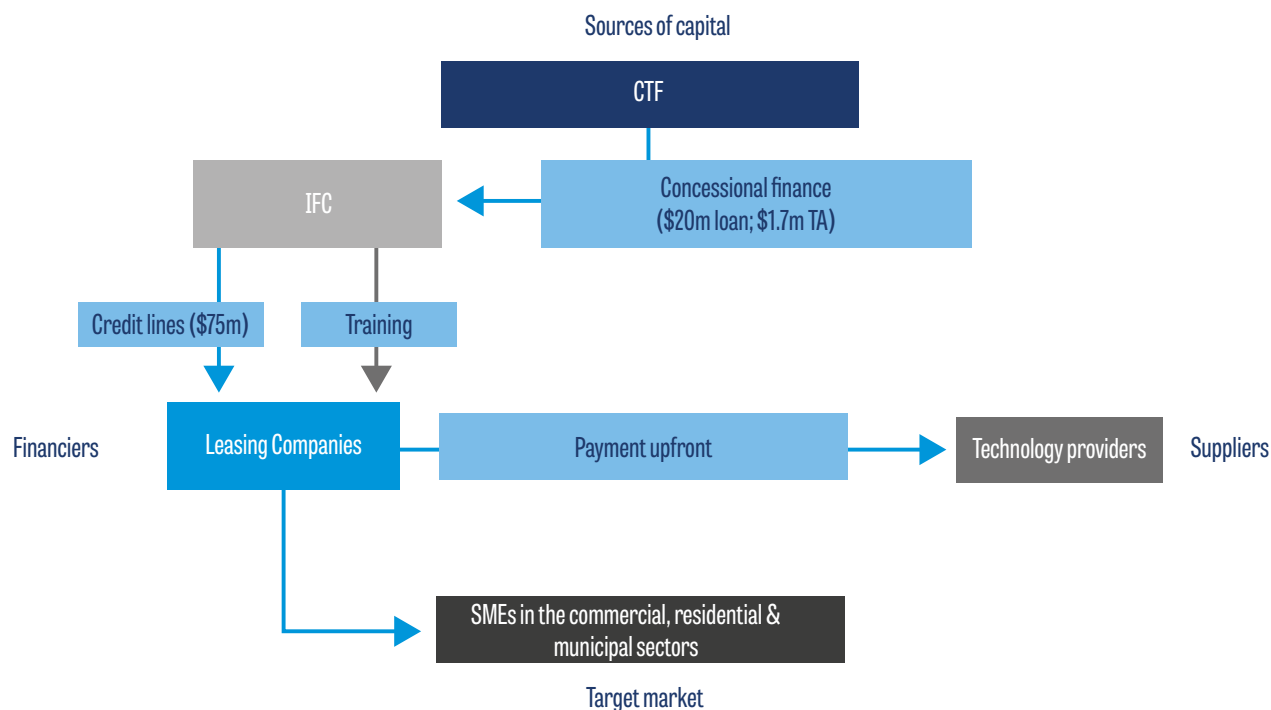 Sources of capital
CTF
IFC
Concessional finance
($20m loan; $1.7m TA)
Credit lines ($75m)
Training
Financiers
Leasing Companies
Payment upfront
Technology providers
Suppliers
SMEs in the commercial, residential &
municipal sectors
Target market